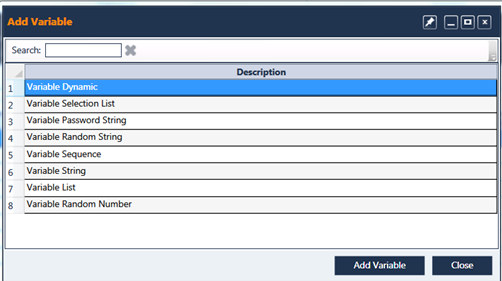 Add Variable
Search:
Description
1 Variable Dynamic
2 Variable Selection List
3 Variable Password String
4 Variable Random String
5 Variable Sequence
6 Variable String
7 Variable List
8 Variable Random Number
Add Variable Close